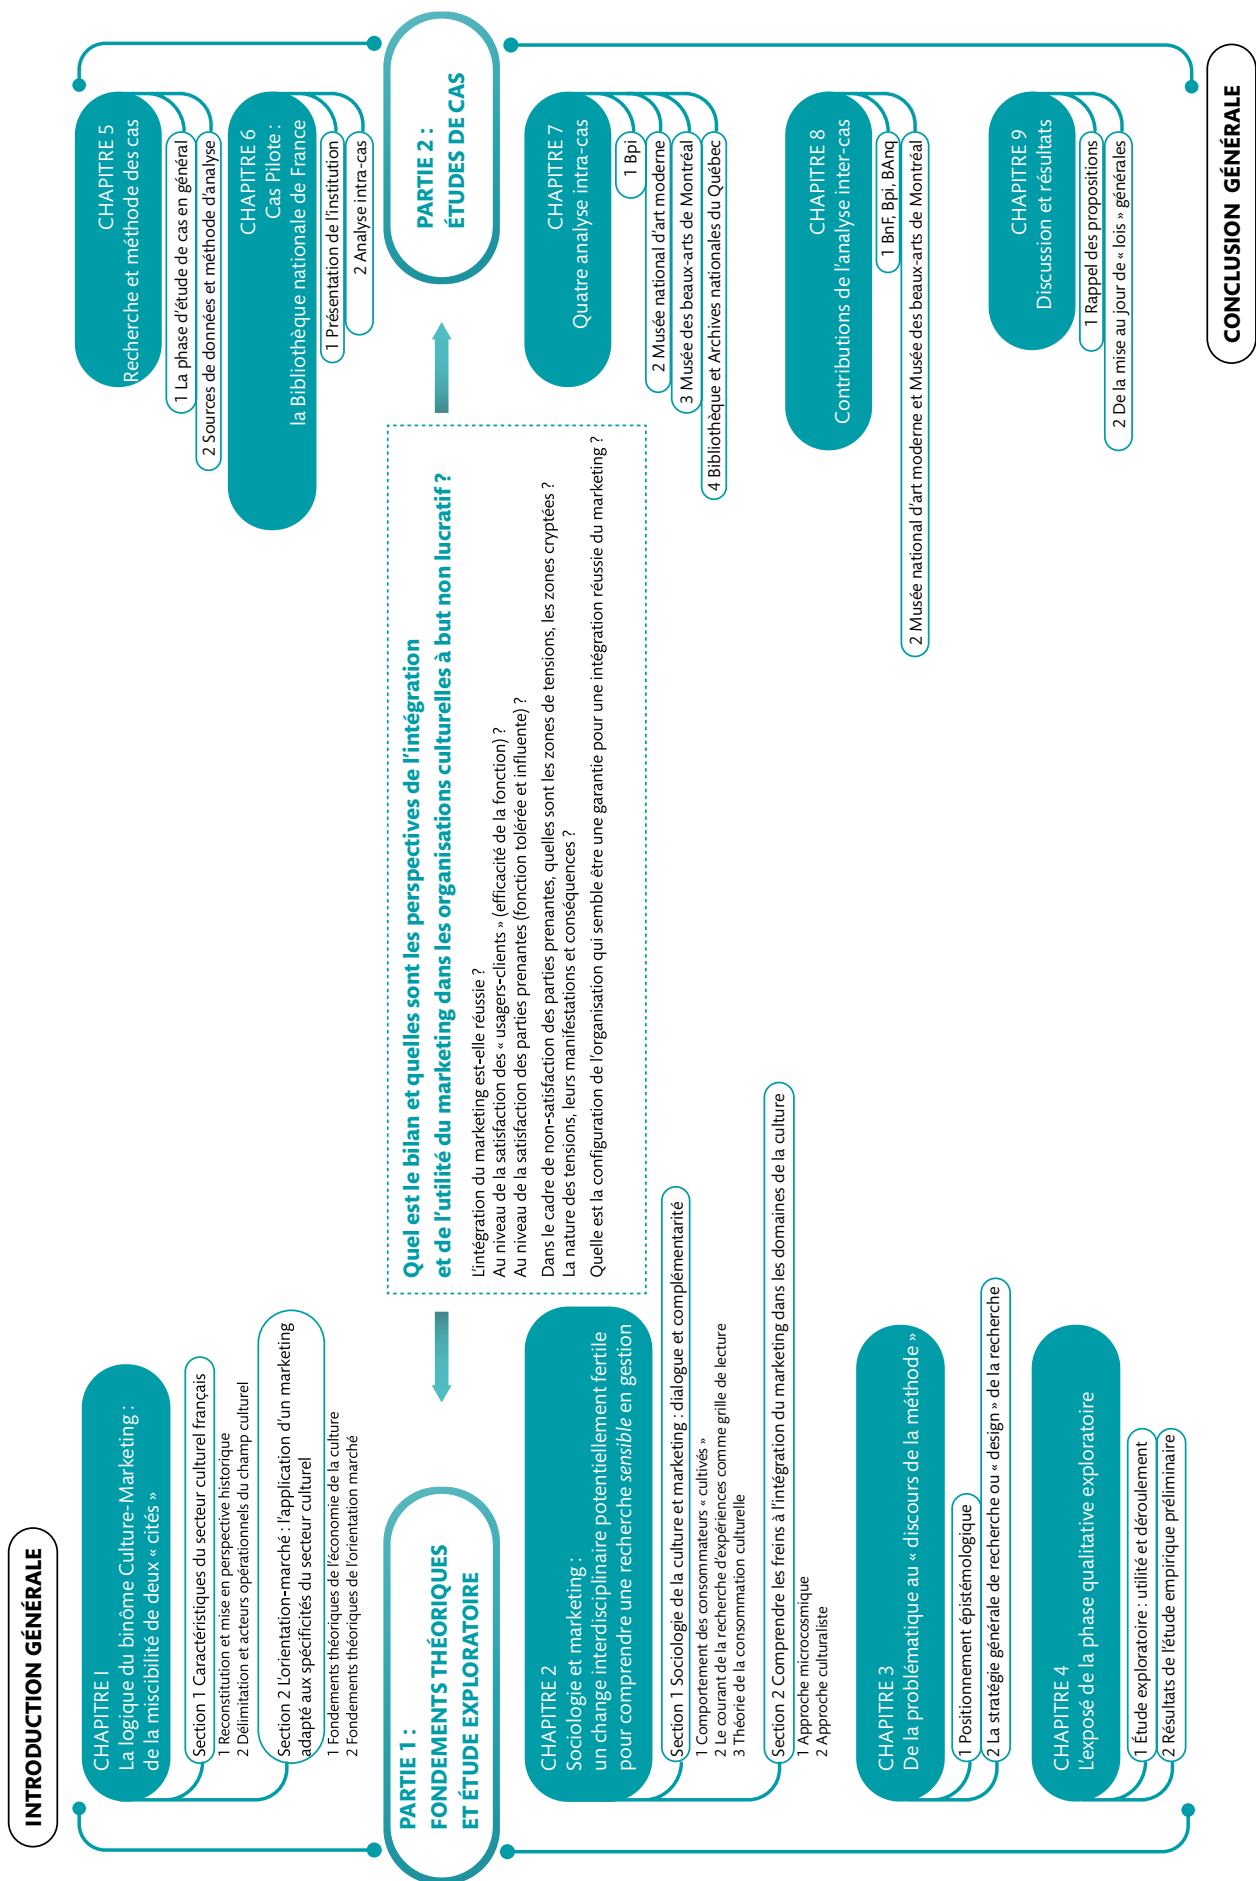 INTRODUCTION GÉNÉRALE
CHAPITRE I
La logique du binôme Culture-Marketing :
de la miscibilité de deux « cités »
Section 1 Caractéristiques du secteur culturel français
1 Reconstitution et mise en perspective historique
2 Délimitation et acteurs opérationnels du champ culturel
Section 2 L'orientation-marché : l'application d'un marketing
adapté aux spécificités du secteur culturel
1 Fondements théoriques de l'économie de la culture
2 Fondements théoriques de l'orientation marché
PARTIE 1 :
FONDEMENTS THÉORIQUES
ET ÉTUDE EXPLORATOIRE
CHAPITRE 2
Sociologie et marketing :
un change interdisciplinaire potentiellement fertile
pour comprendre une recherche sensible en gestion
Section 1 Sociologie de la culture et marketing : dialogue et complémentarité
1 Comportement des consommateurs « cultivés »
2 Le courant de la recherche d'expériences comme grille de lecture
3 Théorie de la consommation culturelle
Section 2 Comprendre les freins à l'intégration du marketing dans les domaines de la culture
1 Approche microcosmique
2 Approche culturaliste
CHAPITRE 3
De la problématique au « discours de la méthode »
1 Positionnement épistémologique
2 La stratégie générale de recherche ou « design » de la recherche
CHAPITRE 4
L'exposé de la phase qualitative exploratoire
1 Étude exploratoire : utilité et déroulement
2 Résultats de l'étude empirique préliminaire
Quel est le bilan et quelles sont les perspectives de l'intégration
et de l'utilité du marketing dans les organisations culturelles à but non lucratif ?
L'intégration du marketing est-elle réussie ?
Au niveau de la satisfaction des « usagers-clients » (efficacité de la fonction) ?
Au niveau de la satisfaction des parties prenantes (fonction tolérée et influente) ?
Dans le cadre de non-satisfaction des parties prenantes, quelles sont les zones de tensions, les zones cryptées ?
La nature des tensions, leurs manifestations et conséquences ?
Quelle est la configuration de l'organisation qui semble être une garantie pour une intégration réussie du marketing ?
CHAPITRE 5
Recherche et méthode des cas
1 La phase d'étude de cas en général
2 Sources de données et méthode d'analyse
CHAPITRE 6
Cas Pilote :
la Bibliothèque nationale de France
1 Présentation de l'institution
2 Analyse intra-cas
PARTIE 2 :
ÉTUDES DE CAS
CHAPITRE 7
Quatre analyse intra-cas
1 Bpi
2 Musée national d'art moderne
3 Musée des beaux-arts de Montréal
4 Bibliothèque et Archives nationales du Québec
CHAPITRE 8
Contributions de l'analyse inter-cas
1 BnF, Bpi, BAnq
2 Musée national d'art moderne et Musée des beaux-arts de Montréal
CHAPITRE 9
Discussion et résultats
1 Rappel des propositions
2 De la mise au jour de « lois » générales
CONCLUSION GÉNÉRALE